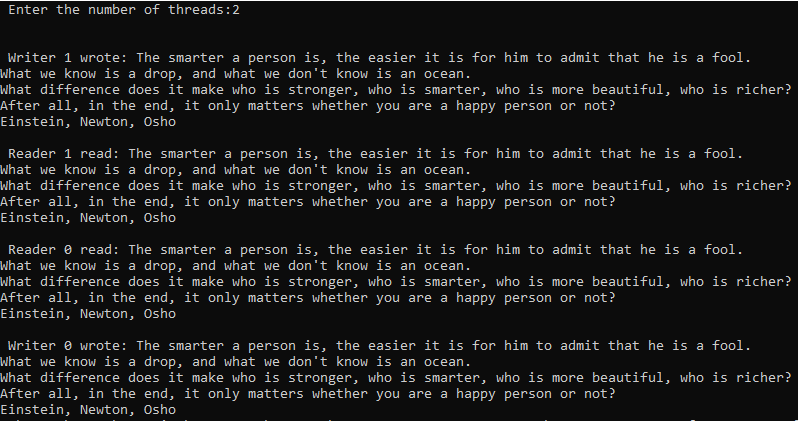 Enter the number of threads:2
Writer 1 wrote: The smarter a person is, the easier it is for him to admit that he is a fool.
What we know is a drop, and what we don't know is an ocean.
What difference does it make who is stronger, who is smarter, who is more beautiful, who is richer?
After all, in the end, it only matters whether you are a happy person or not?
Einstein, Newton, Osho
Reader 1 read: The smarter a person is, the easier it is for him to admit that he is a fool.
What we know is a drop, and what we don't know is an ocean.
What difference does it make who is stronger, who is smarter, who is more beautiful, who is richer?
After all, in the end, it only matters whether you are a happy person or not?
Einstein, Newton, Osho
Reader 0 read: The smarter a person is, the easier it is for him to admit that he is a fool.
What we know is a drop, and what we don't know is an ocean.
What difference does it make who is stronger, who is smarter, who is more beautiful, who is richer?
After all, in the end, it only matters whether you are a happy person or not?
Einstein, Newton, Osho
Writer 0 wrote: The smarter a person is, the easier it is for him to admit that he is a fool.
What we know is a drop, and what we don't know is an ocean.
What difference does it make who is stronger, who is smarter, who is more beautiful, who is richer?
After all, in the end, it only matters whether you are a happy person or not?
Einstein, Newton, Osho